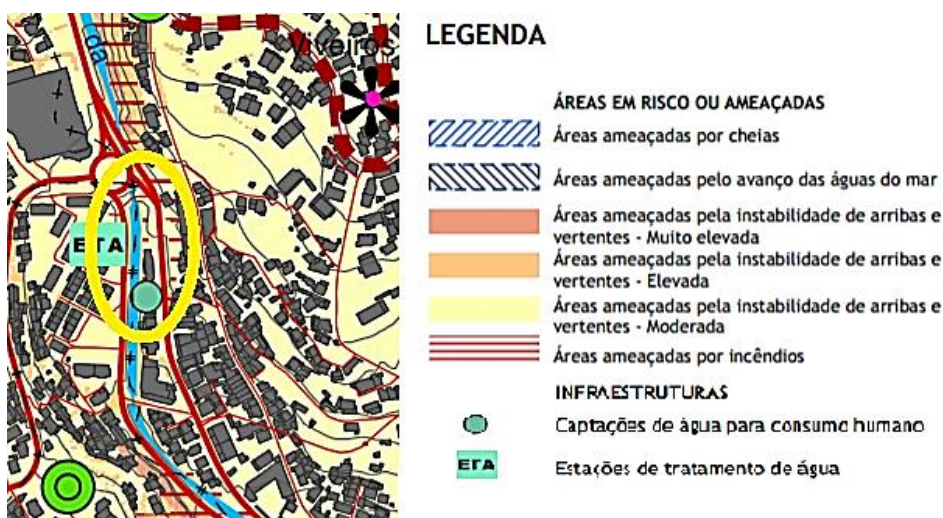 da
Viveiros
ETA
LEGENDA
ÁREAS EM RISCO OU AMEAÇADAS
Áreas ameaçadas por cheias
Áreas ameaçadas pelo avanço das águas do mar
Áreas ameaçadas pela instabilidade de arribas e
vertentes - Muito elevada
Áreas ameaçadas pela instabilidade de arribas e
vertentes - Elevada
Áreas ameaçadas pela instabilidade de arribas e
vertentes - Moderada
Áreas ameaçadas por incêndios
INFRAESTRUTURAS
Captações de água para consumo humano
ETA
Estações de tratamento de água